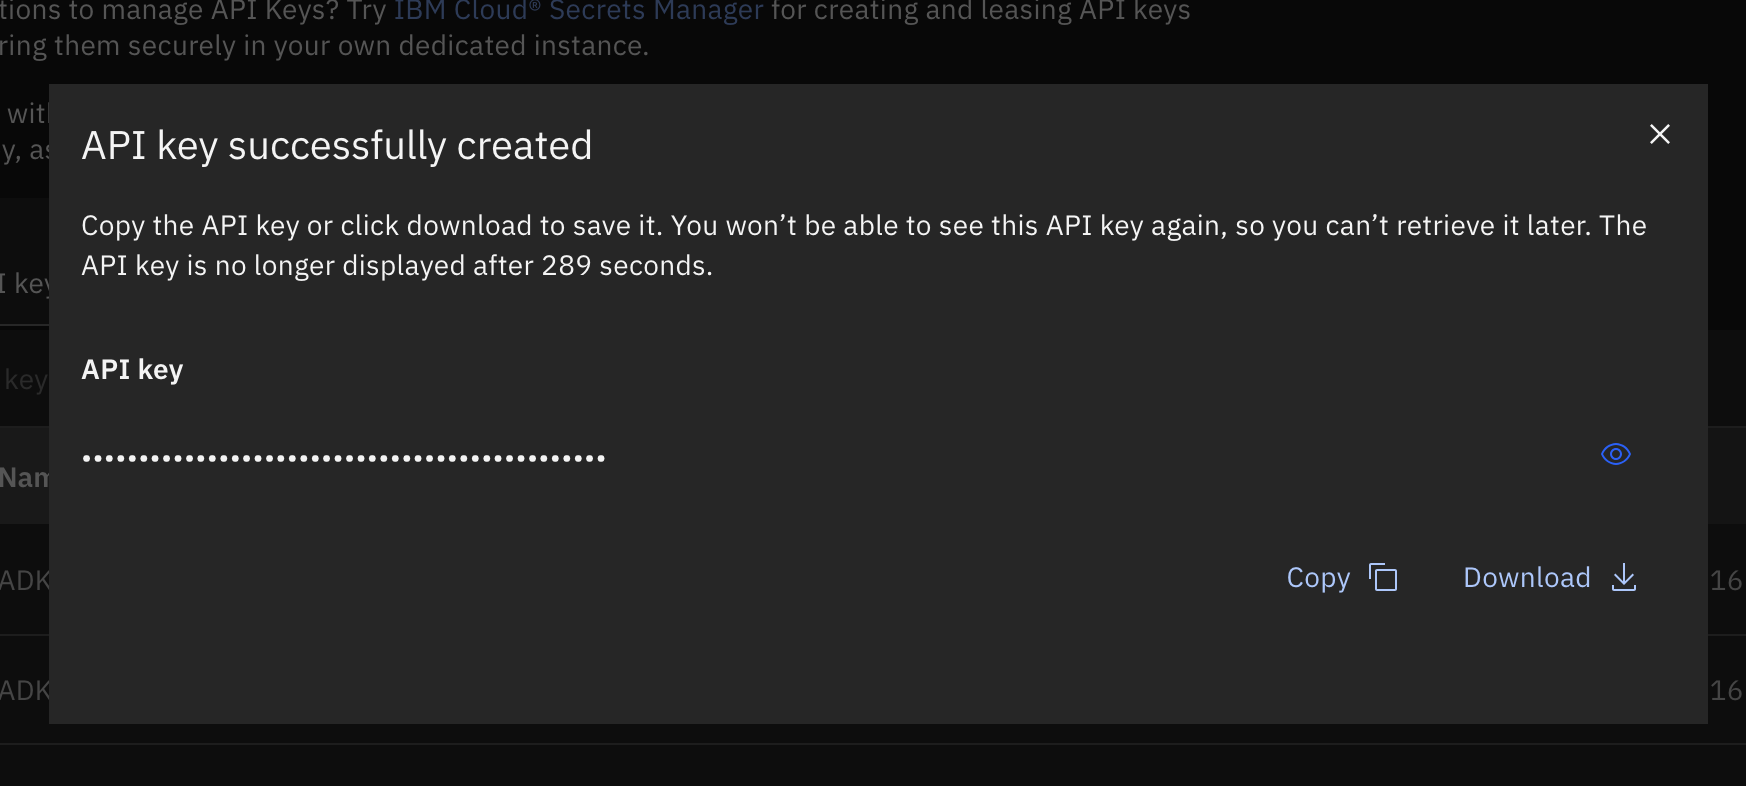 tions to manage API Keys? Try IBM Cloud® Secrets Manager for creating and leasing API keys
ring them securely in your own dedicated instance.
with
y, as
API key successfully created
Copy the API key or click download to save it. You won’t be able to see this API key again, so you can’t retrieve it later. The
API key is no longer displayed after 289 seconds.
I key
API key
key
••••••••••••••••••••••••••••••••••••••••••••••
Nam
Copy Download
ADK 16
ADK 16